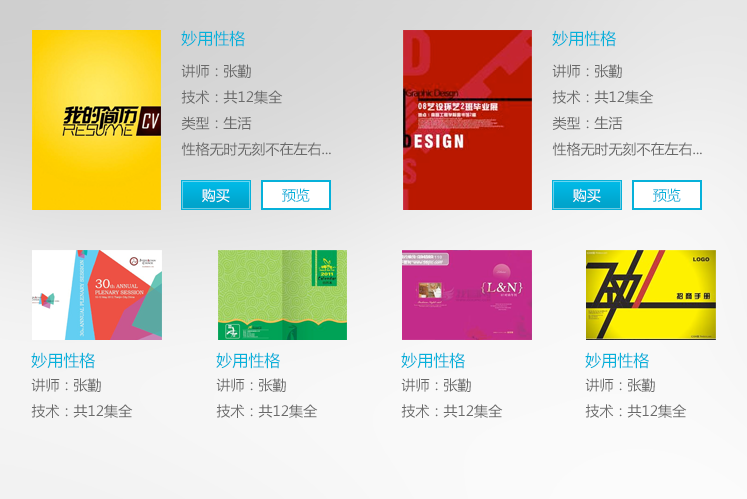 我的简历
RESUME
CV
妙用性格
讲师：张勤
技术：共12集全
类型：生活
性格无时无刻不在左右...
购买
预览
Graphic Design
08艺设环艺2班毕业展
DESIGN
妙用性格
讲师：张勤
技术：共12集全
类型：生活
性格无时无刻不在左右...
购买
预览
30th ANNUAL
PLENARY SESSION
妙用性格
讲师：张勤
技术：共12集全
2011
妙用性格
讲师：张勤
技术：共12集全
{L&N}
妙用性格
讲师：张勤
技术：共12集全
LOGO
招商手册
妙用性格
讲师：张勤
技术：共12集全